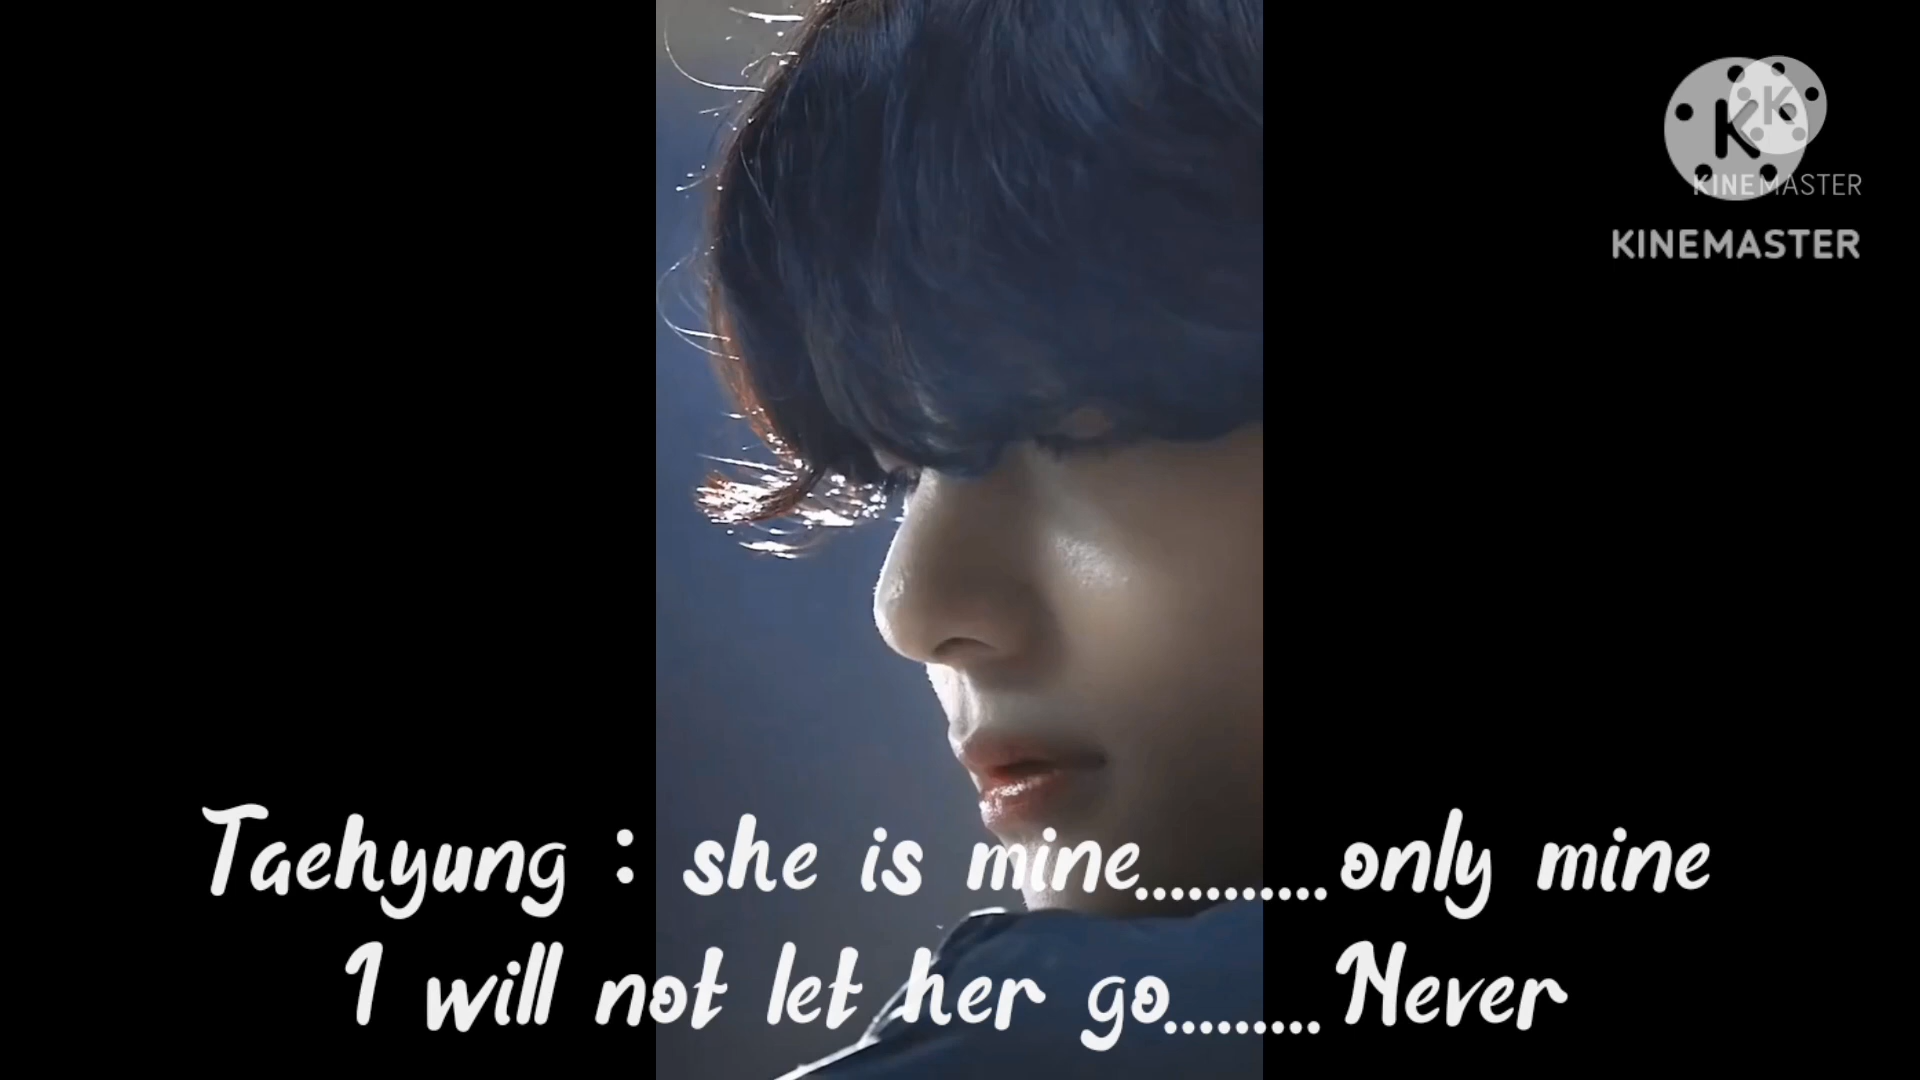 K
K
KINEMASTER
KINEMASTER
Taehyung : she is mine...........only mine
I will not let her go.........Never